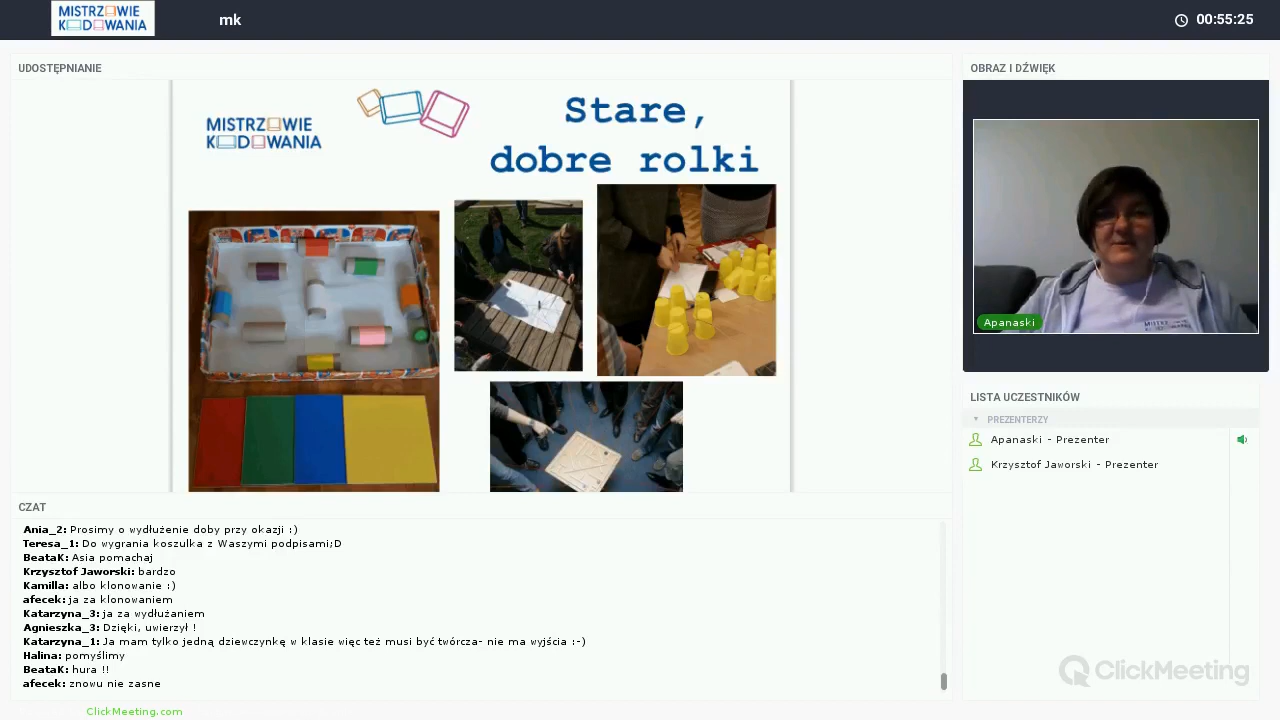 MISTRZOWIE
KODOWANIA
mk
00:55:25
UDOSTĘPNIANIE
MISTRZOWIE
KODOWANIA
Stare,
dobre rolki
OBRAZ I DŹWIĘK
Apanaski
LISTA UCZESTNIKÓW
PREZENTERZY
Apanaski - Prezenter
Krzysztof Jaworski - Prezenter
CZAT
Ania_2: Prosimy o wydłużenie doby przy okazji :)
Teresa_1: Do wygrania koszulka z Waszymi podpisami;D
BeataK: Asia pomachaj
Krzysztof Jaworski: bardzo
Kamilla: albo klonowanie :)
afecek: ja za klonowaniem
Katarzyna_3: ja za wydłużaniem
Agnieszka_3: Dzięki, uwierzył !
Katarzyna_1: Ja mam tylko jedną dziewczynkę w klasie więc też musi być twórcza- nie ma wyjścia :-)
Halina: pomyślimy
BeataK: hura !!
afecek: znowu nie zasne
ClickMeeting
ClickMeeting.com